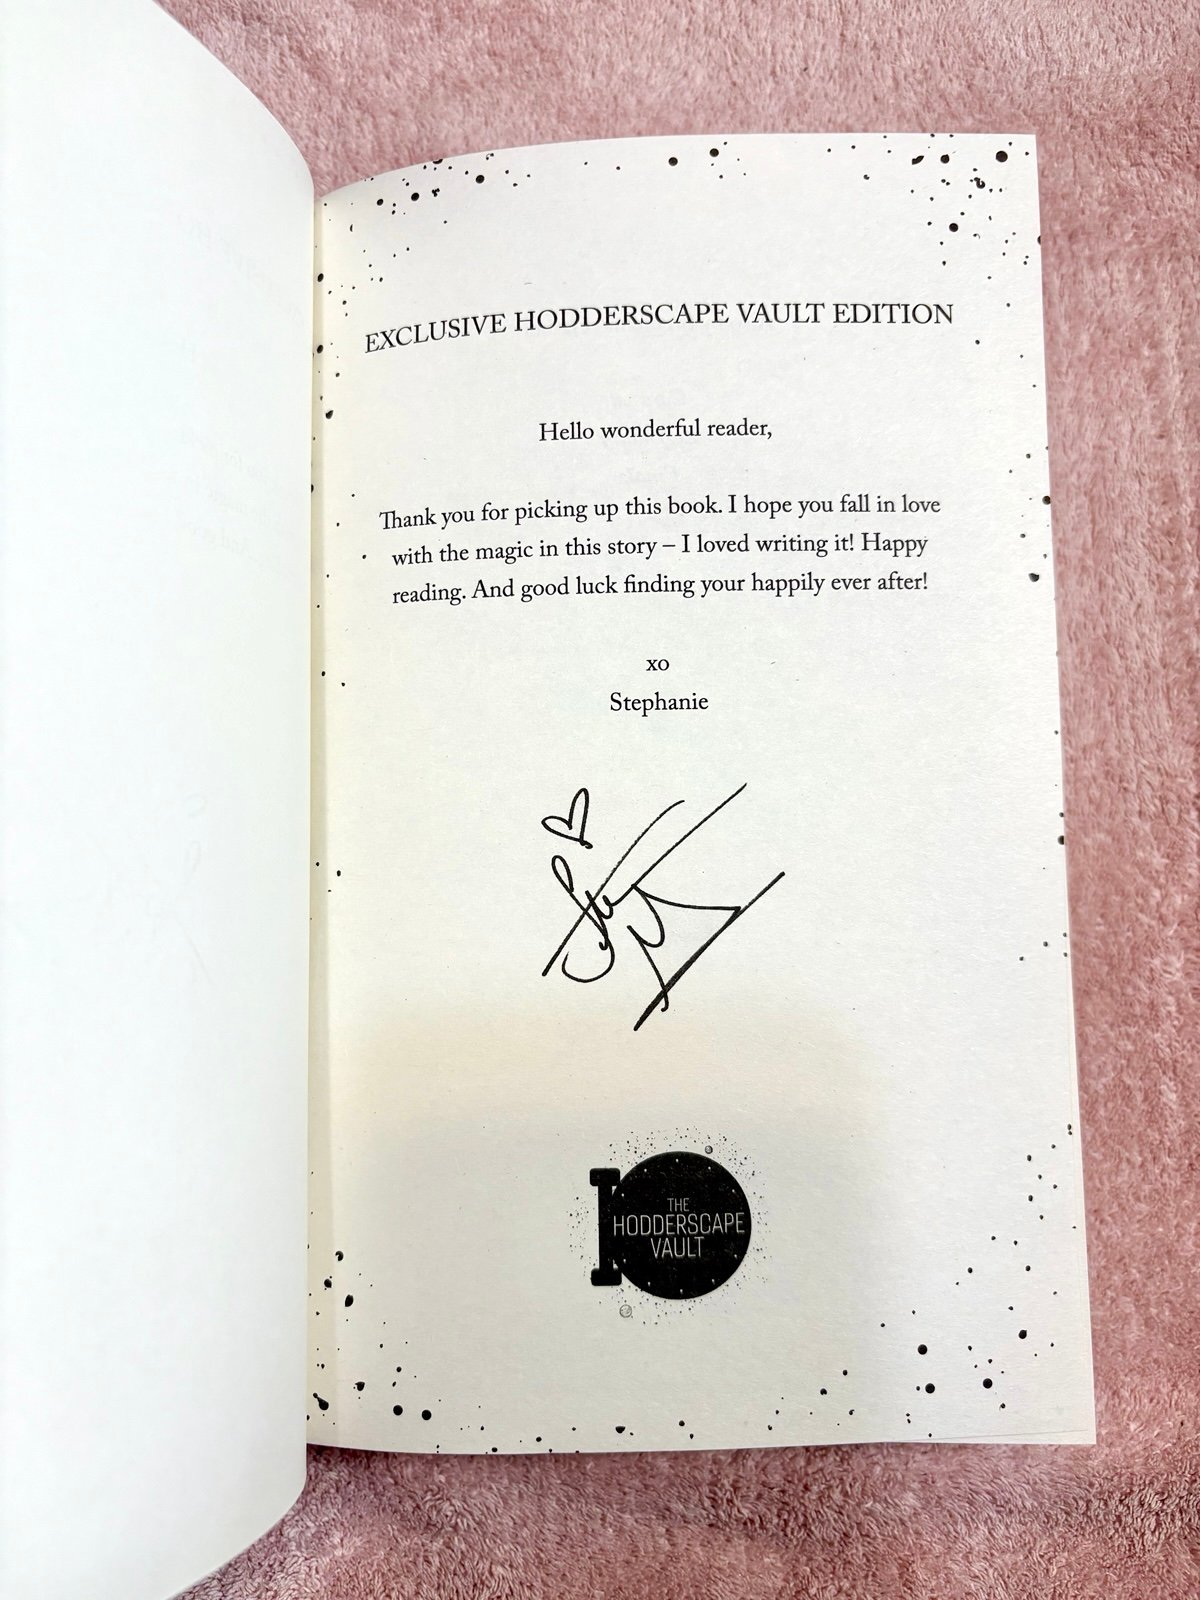 EXCLUSIVE HODDERSCAPE VAULT EDITION
Hello wonderful reader,
Thank you for picking up this book. I hope you fall in love
with the magic in this story – I loved writing it! Happy
reading. And good luck finding your happily ever after!
xo
Stephanie
THE
HODDERSCAPE
VAULT